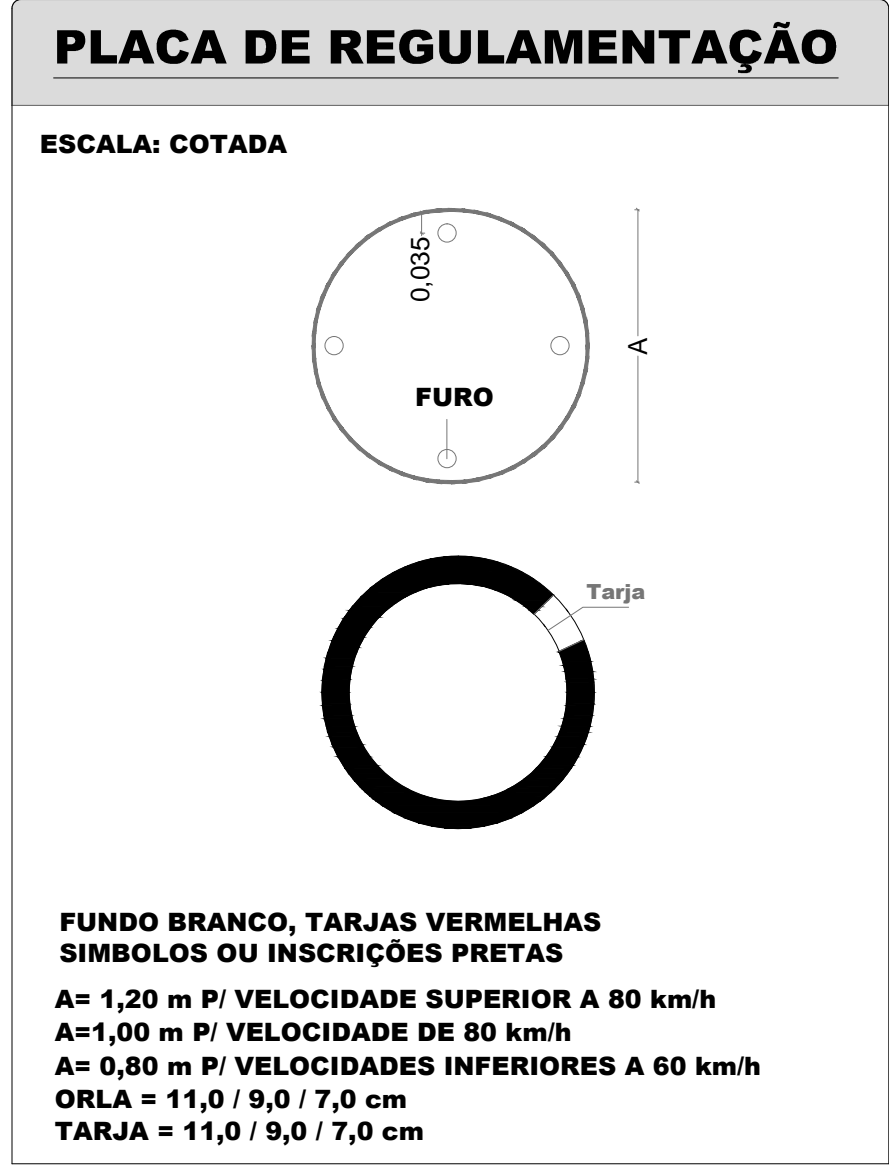 PLACA DE REGULAMENTAÇÃO
ESCALA: COTADA
0,035
A
FURO
Tarja
FUNDO BRANCO, TARJAS VERMELHAS
SIMBOLOS OU INSCRIÇÕES PRETAS
A= 1,20 m P/ VELOCIDADE SUPERIOR A 80 km/h
A=1,00 m P/ VELOCIDADE DE 80 km/h
A= 0,80 m P/ VELOCIDADES INFERIORES A 60 km/h
ORLA = 11,0 / 9,0 / 7,0 cm
TARJA = 11,0 / 9,0 / 7,0 cm